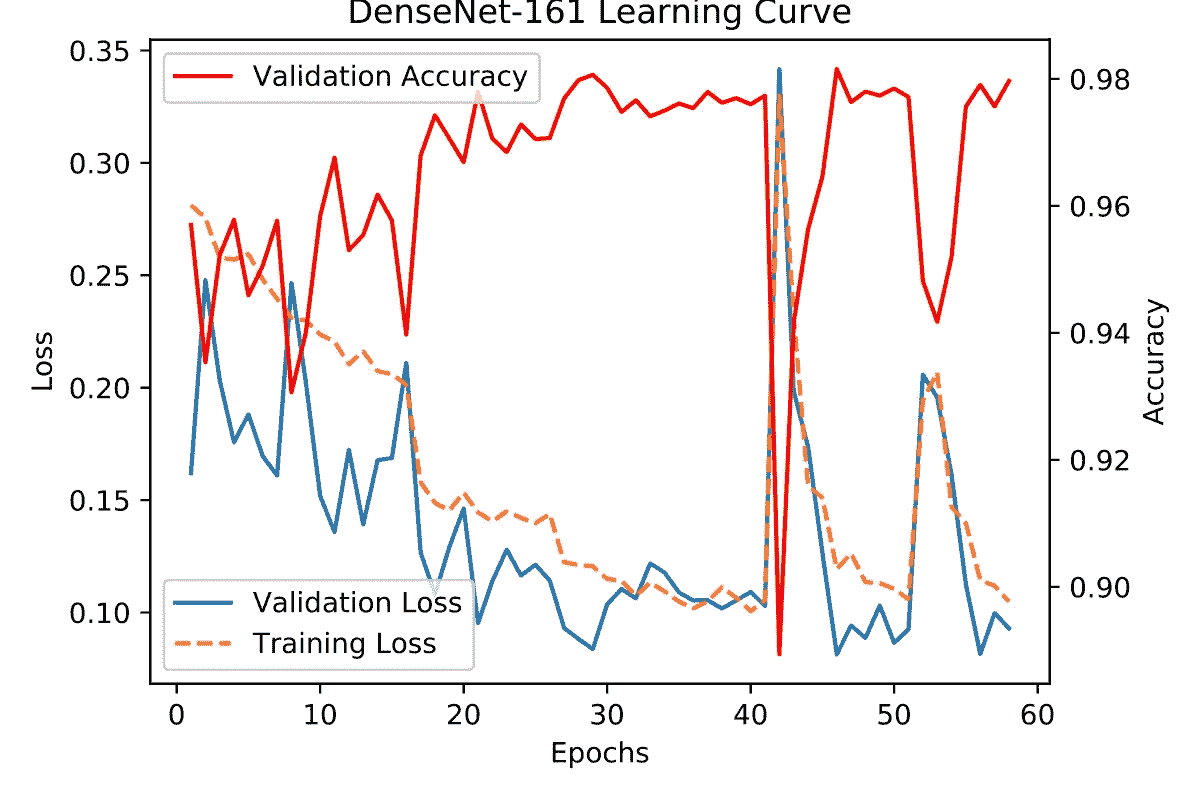 DenseNet-161 Learning Curve
Validation Accuracy
Validation Loss
Training Loss
Loss
0.35
0.30
0.25
0.20
0.15
0.10
Accuracy
0.98
0.96
0.94
0.92
0.90
0 10 20 30 40 50 60
Epochs